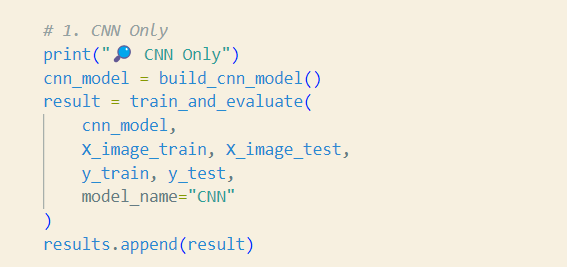 # 1. CNN Only
print("🔎 CNN Only")
cnn_model = build_cnn_model()
result = train_and_evaluate(
    cnn_model,
    X_image_train, X_image_test,
    y_train, y_test,
    model_name="CNN"
)
results.append(result)